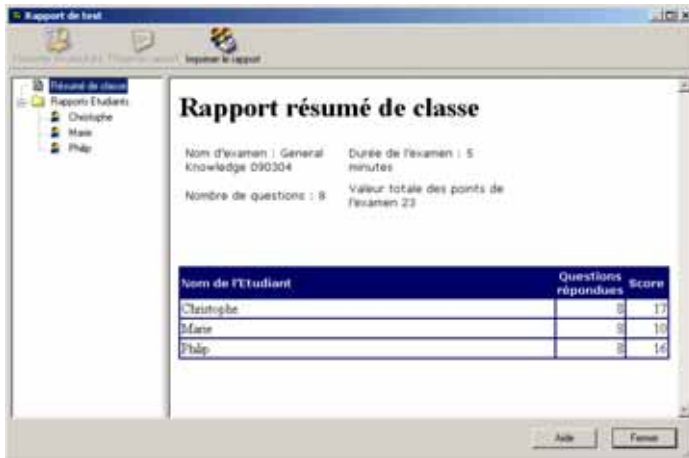 Rapport de test
Imprimer le rapport
Résumé de classe
Rapports Etudiants
Christophe
Marie
Philip
Rapport résumé de classe
Nom d'examen : General
Knowledge 090304
Durée de l'examen : 5
minutes
Nombre de questions : 8
Valeur totale des points de
l'examen 23
Nom de l'Etudiant
Questions
répondues
Score
Christophe 8 17
Marie 8 10
Philip 8 16
Aide
Fermer